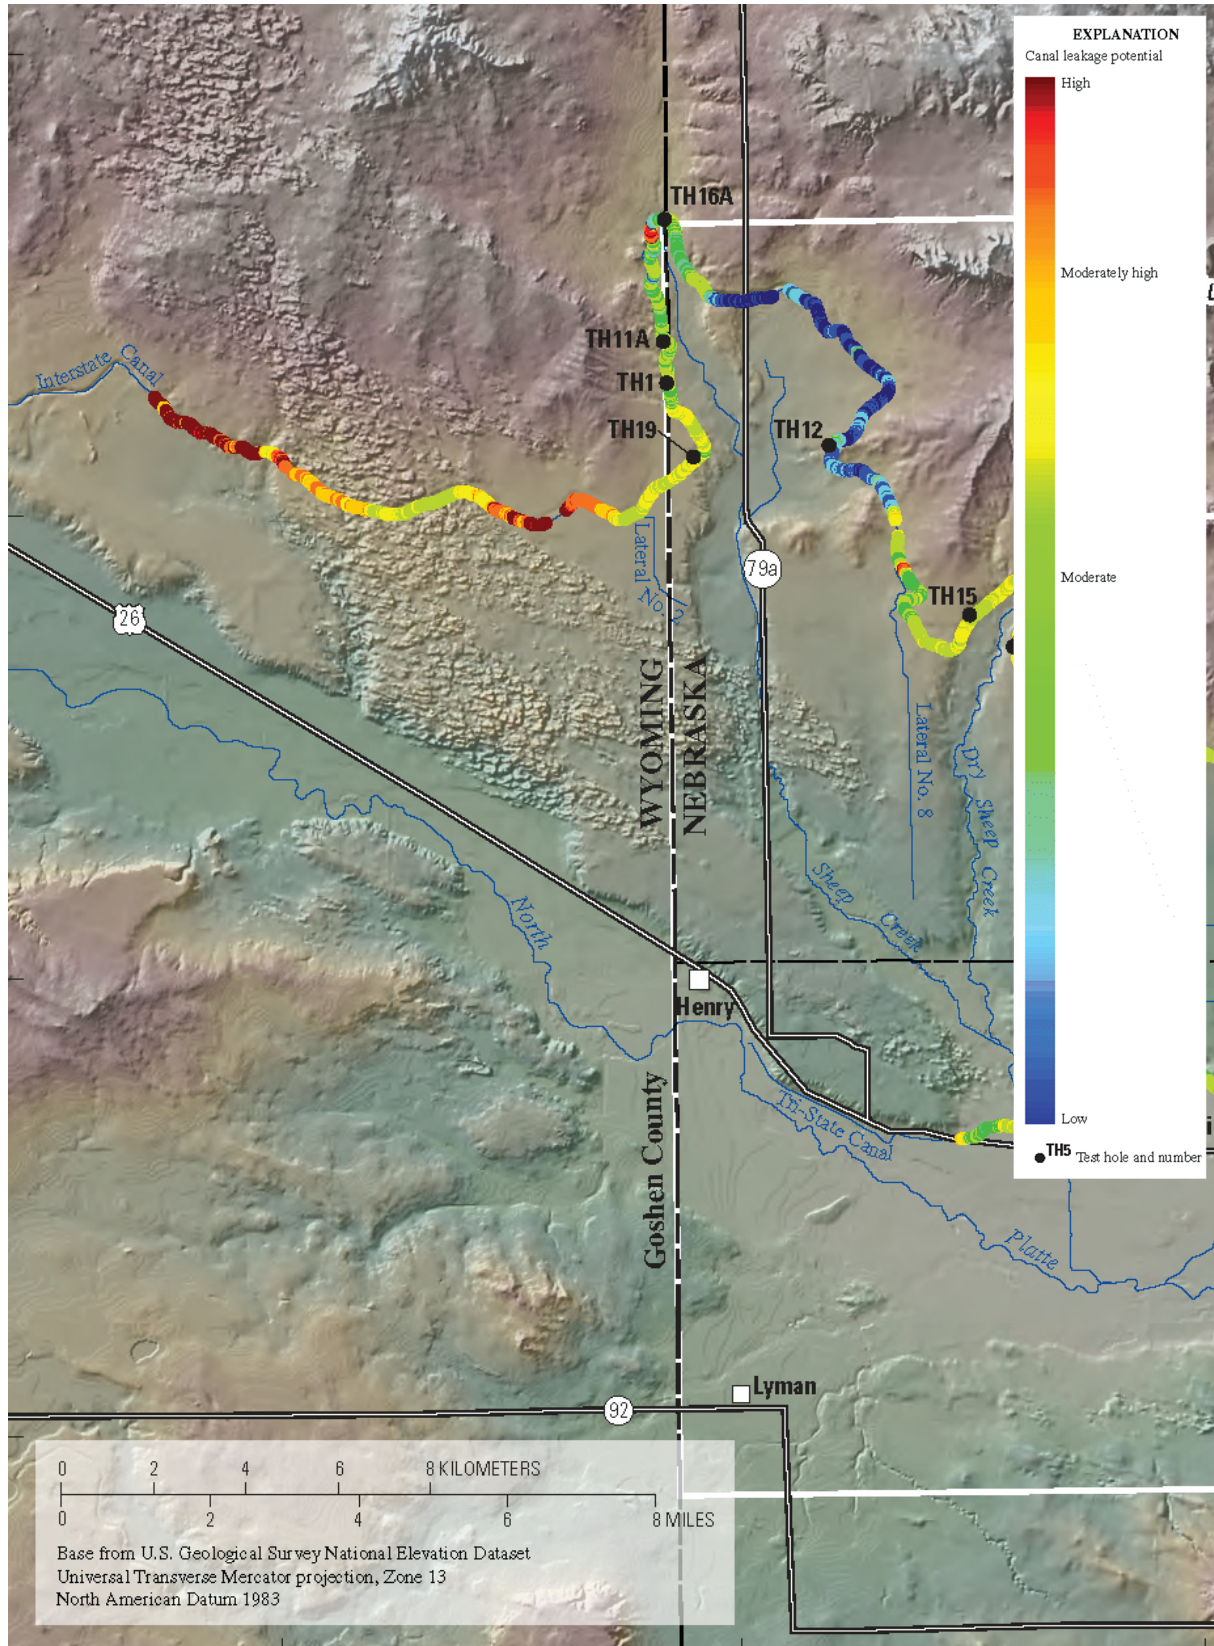 EXPLANATION
Canal leakage potential
High
Moderately high
Moderate
Low
TH5 Test hole and number
TH16A
TH11A
TH1
TH19
TH12
TH15
Interstate Canal
Lateral No. 2
79a
26
WYOMING
NEBRASKA
Lateral No. 8
Dry Sheep Creek
Sheep Creek
North
Henry
Goshen County
Tri-State Canal
Platte
Lyman
92
0 2 4 6 8 KILOMETERS
0 2 4 6 8 MILES
Base from U.S. Geological Survey National Elevation Dataset
Universal Transverse Mercator projection, Zone 13
North American Datum 1983